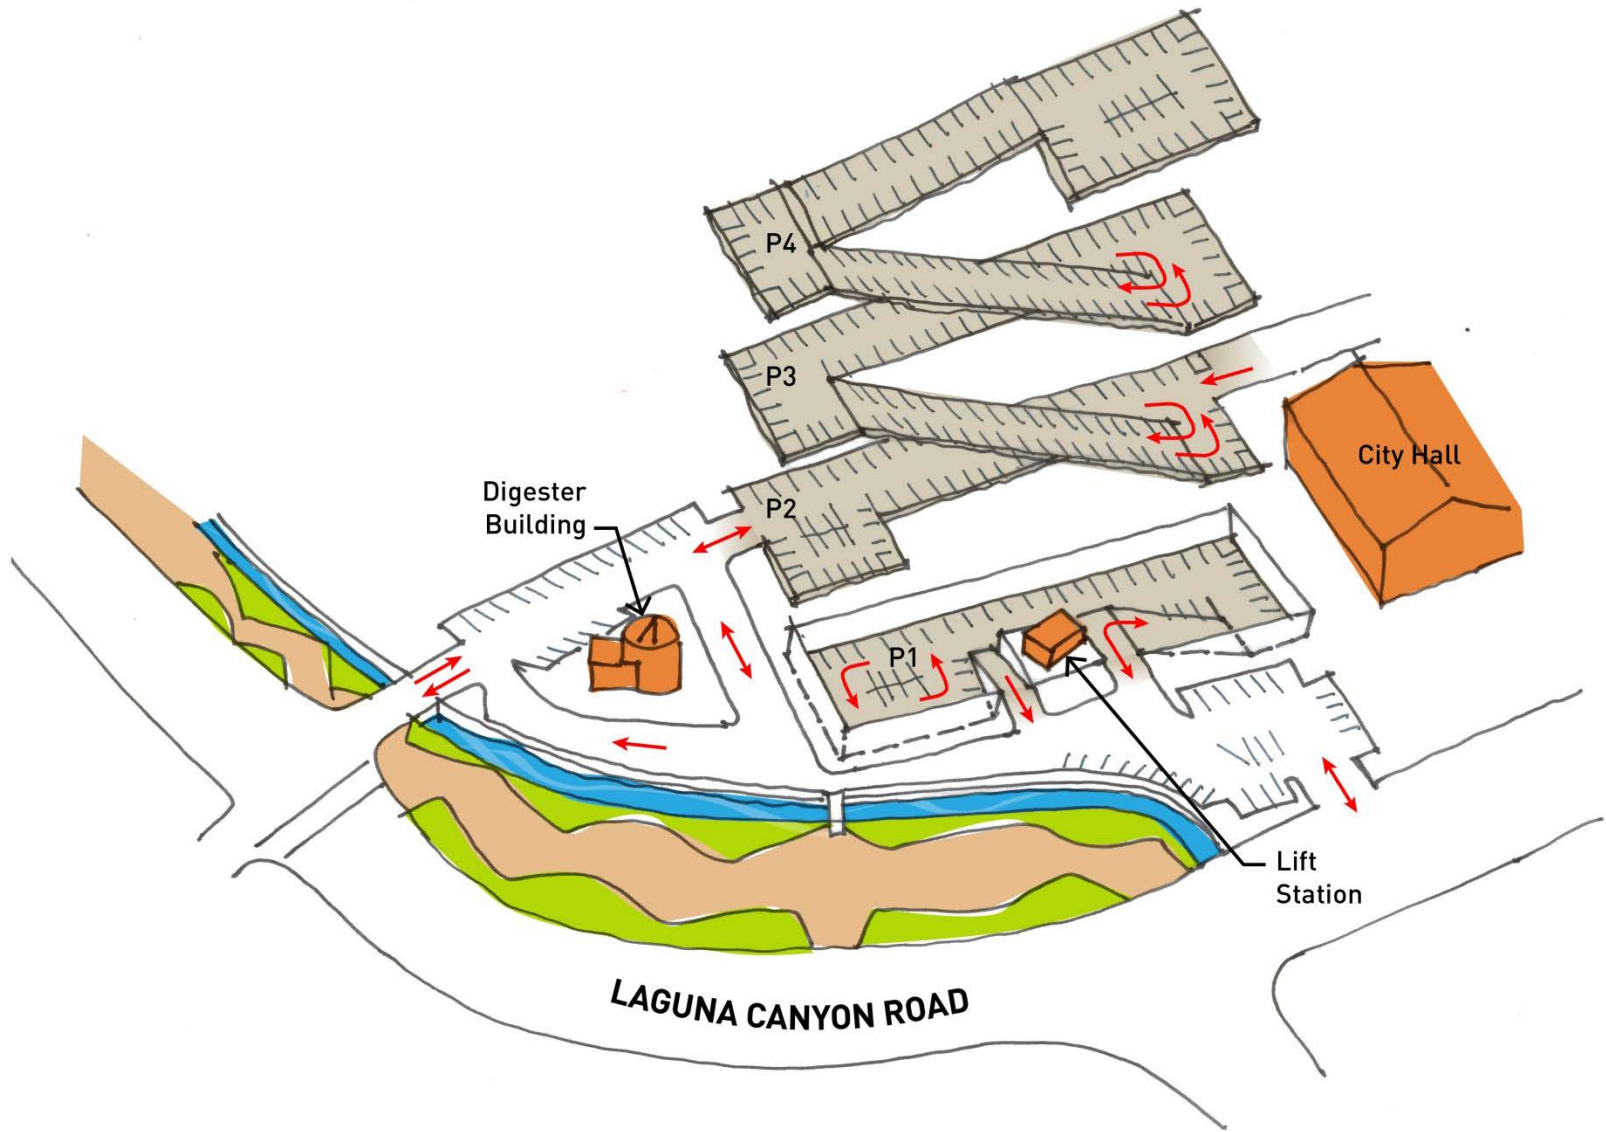 P4
P3
City Hall
Digester
Building
P2
P1
Lift
Station
LAGUNA CANYON ROAD